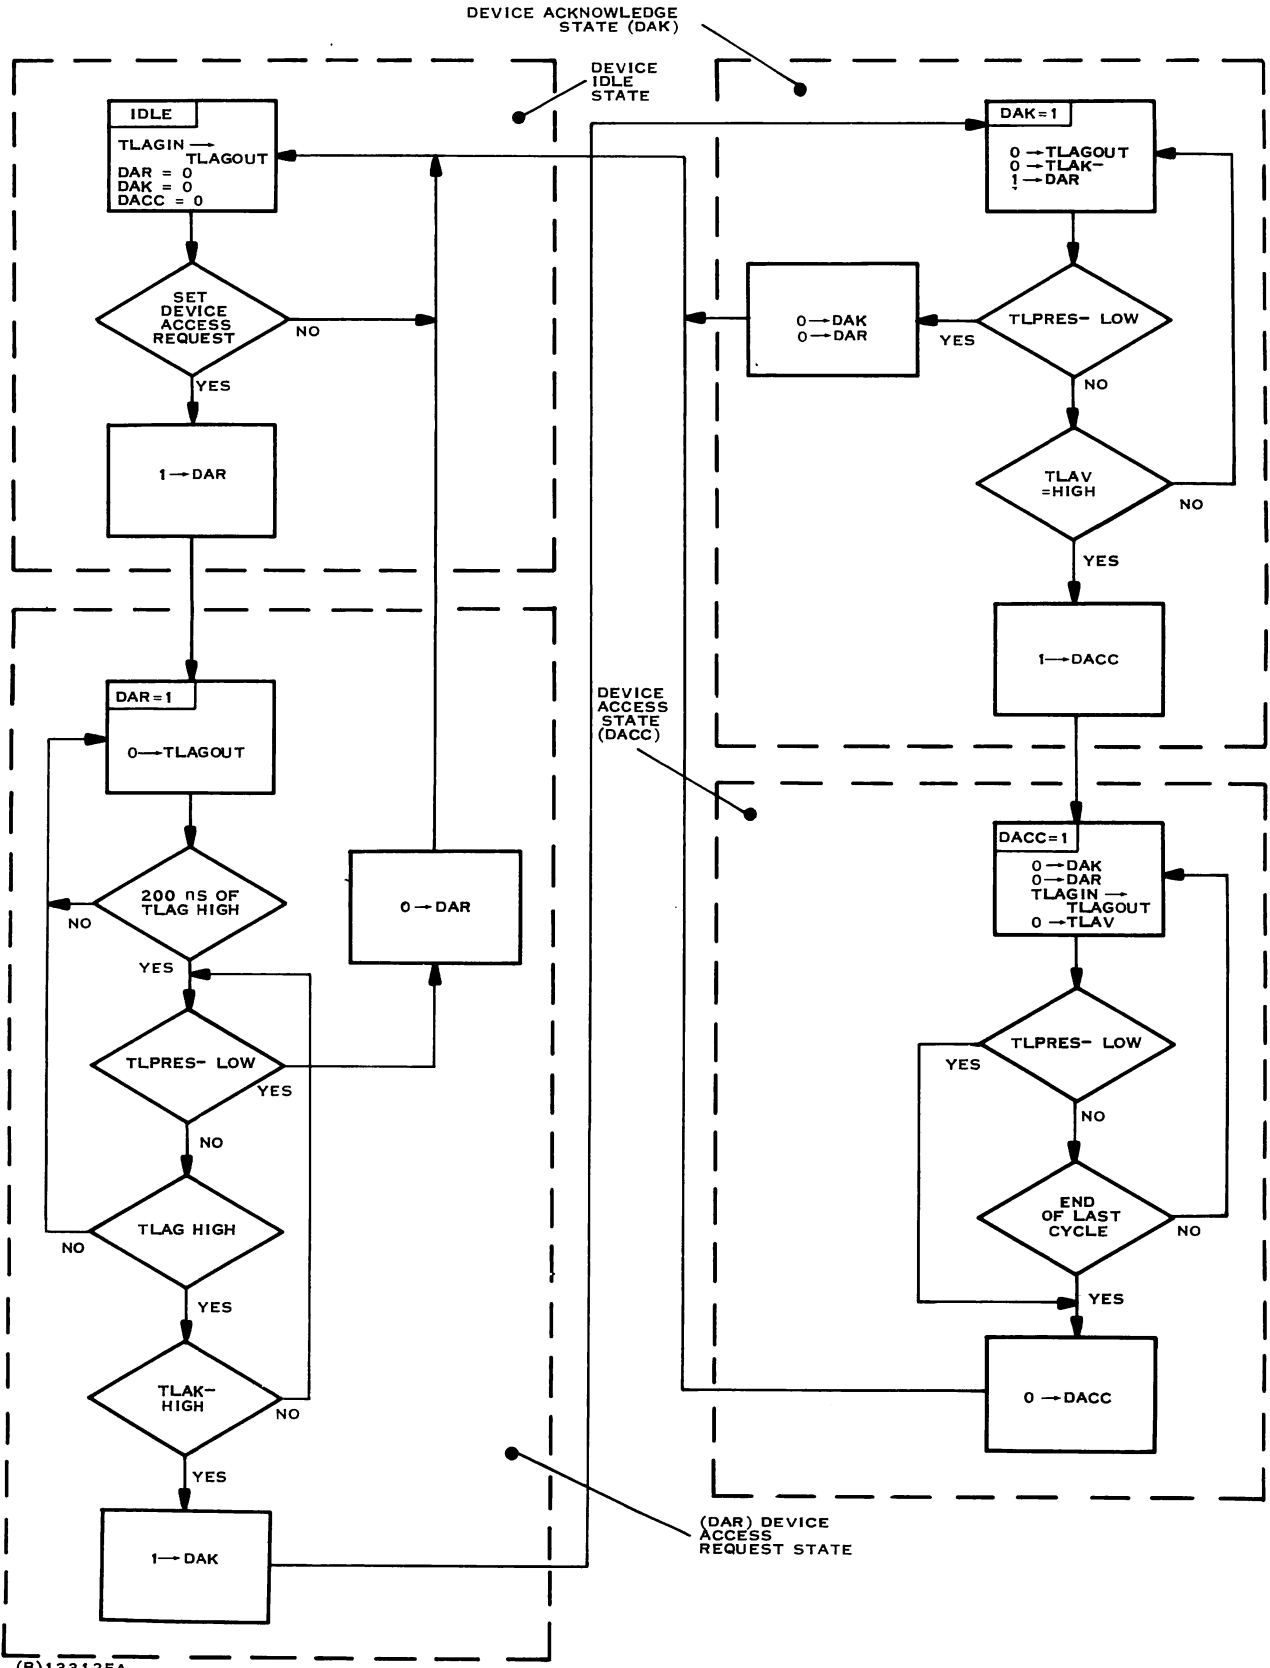 DEVICE ACKNOWLEDGE
STATE (DAK)
DEVICE
IDLE
STATE
IDLE
TLAGIN →
TLAGOUT
DAR = 0
DAK = 0
DACC = 0
SET
DEVICE
ACCESS
REQUEST
NO
YES
1→DAR
DAR=1
0→TLAGOUT
200 nS OF
TLAG HIGH
NO
YES
TLPRES- LOW
YES
NO
TLAG HIGH
NO
YES
TLAK-
HIGH
NO
YES
1→DAK
0→DAR
(DAR) DEVICE
ACCESS
REQUEST STATE
DAK=1
0→TLAGOUT
0→TLAK-
1→DAR
TLPRES- LOW
YES
NO
0→DAK
0→DAR
TLAV
=HIGH
NO
YES
1→DACC
DEVICE
ACCESS
STATE
(DACC)
DACC=1
0→DAK
0→DAR
TLAGIN →
TLAGOUT
0→TLAV
TLPRES- LOW
YES
NO
END
OF LAST
CYCLE
NO
YES
0→DACC